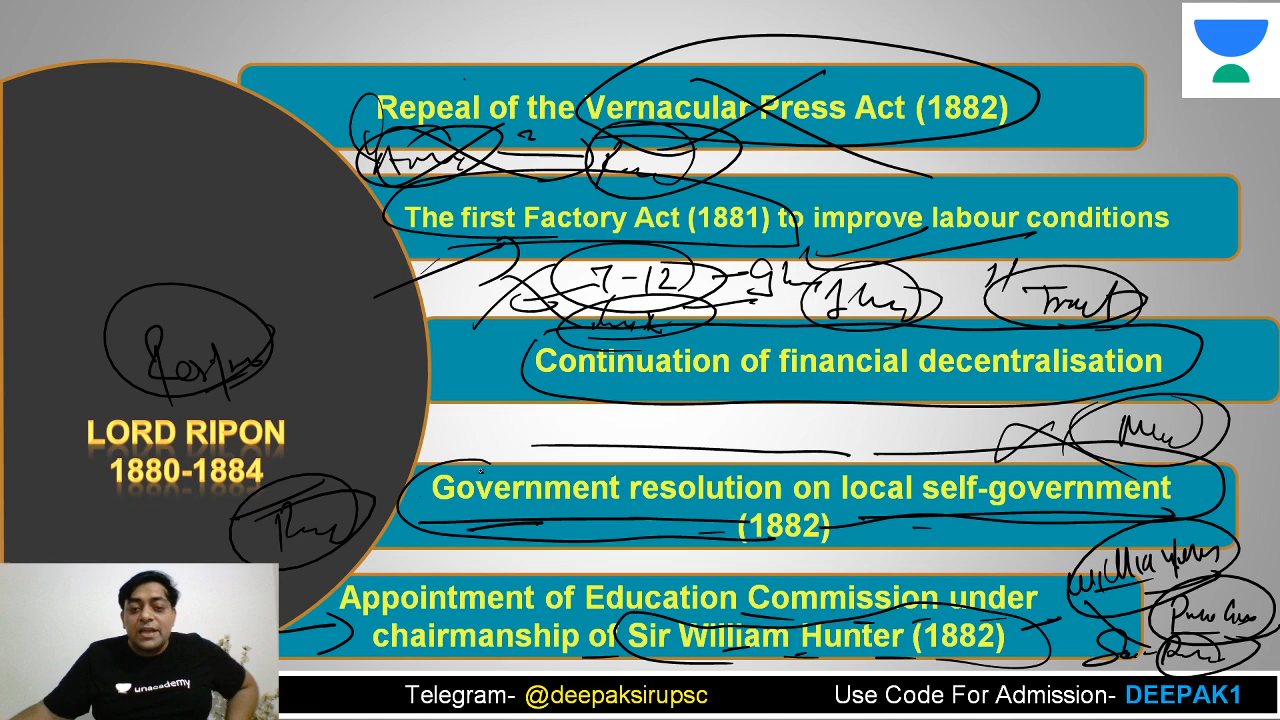 Repeal of the Vernacular Press Act (1882)
The first Factory Act (1881) to improve labour conditions
7-12
Continuation of financial decentralisation
LORD RIPON
1880-1884
Government resolution on local self-government
(1882)
Appointment of Education Commission under
chairmanship of Sir William Hunter (1882)
unacademy
Telegram- @deepaksirupsc
Use Code For Admission- DEEPAK1